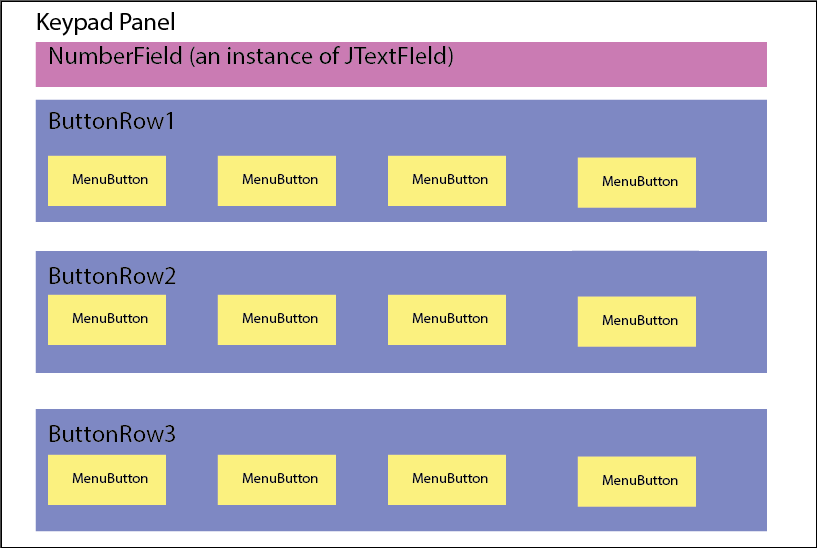 Keypad Panel
NumberField (an instance of JTextFIeld)
ButtonRow1
MenuButton MenuButton MenuButton MenuButton
ButtonRow2
MenuButton MenuButton MenuButton MenuButton
ButtonRow3
MenuButton MenuButton MenuButton MenuButton